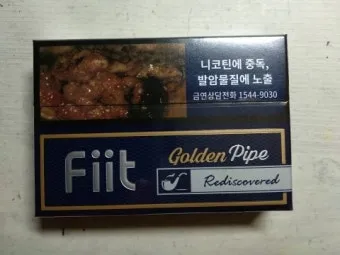 니코틴에 중독,
발암물질에 노출
금연상담전화 1544-9030
Fiit
Golden Pipe
Rediscovered